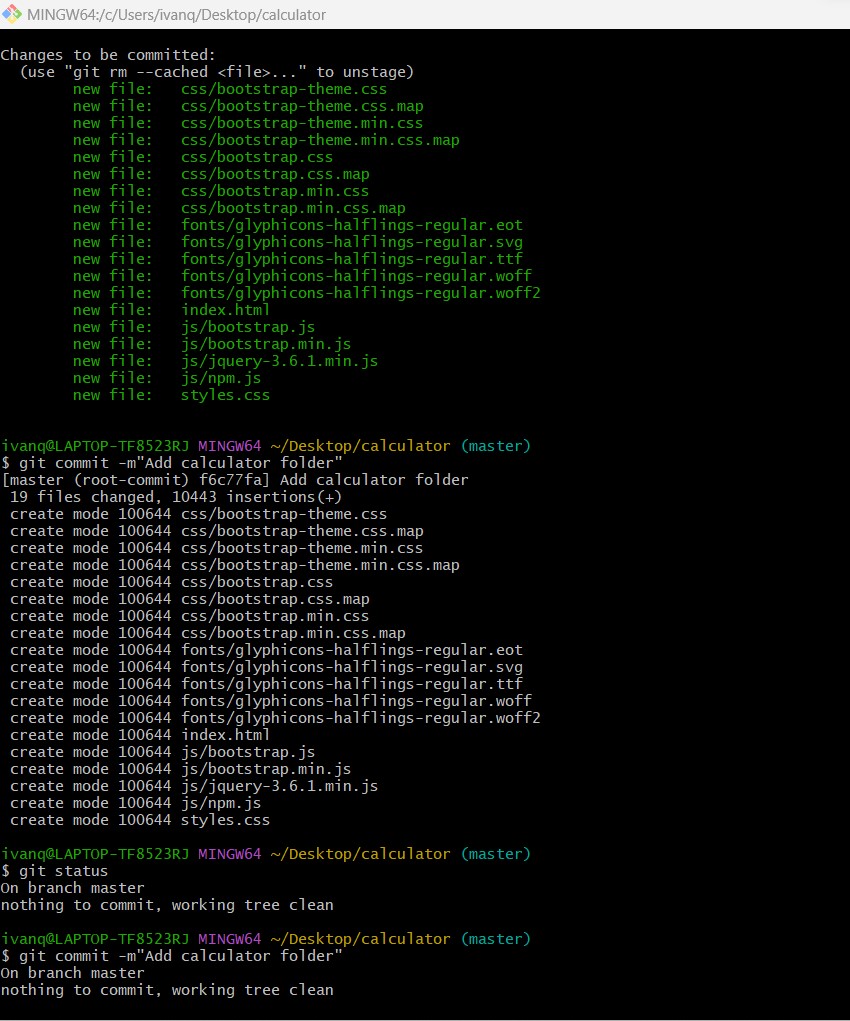 MINGW64:/c/Users/ivanq/Desktop/calculator
Changes to be committed:
  (use "git rm --cached <file>..." to unstage)
        new file:   css/bootstrap-theme.css
        new file:   css/bootstrap-theme.css.map
        new file:   css/bootstrap-theme.min.css
        new file:   css/bootstrap-theme.min.css.map
        new file:   css/bootstrap.css
        new file:   css/bootstrap.css.map
        new file:   css/bootstrap.min.css
        new file:   css/bootstrap.min.css.map
        new file:   fonts/glyphicons-halflings-regular.eot
        new file:   fonts/glyphicons-halflings-regular.svg
        new file:   fonts/glyphicons-halflings-regular.ttf
        new file:   fonts/glyphicons-halflings-regular.woff
        new file:   fonts/glyphicons-halflings-regular.woff2
        new file:   index.html
        new file:   js/bootstrap.js
        new file:   js/bootstrap.min.js
        new file:   js/jquery-3.6.1.min.js
        new file:   js/npm.js
        new file:   styles.css
ivanq@LAPTOP-TF8523RJ MINGW64 ~/Desktop/calculator (master)
$ git commit -m"Add calculator folder"
[master (root-commit) f6c77fa] Add calculator folder
 19 files changed, 10443 insertions(+)
 create mode 100644 css/bootstrap-theme.css
 create mode 100644 css/bootstrap-theme.css.map
 create mode 100644 css/bootstrap-theme.min.css
 create mode 100644 css/bootstrap-theme.min.css.map
 create mode 100644 css/bootstrap.css
 create mode 100644 css/bootstrap.css.map
 create mode 100644 css/bootstrap.min.css
 create mode 100644 css/bootstrap.min.css.map
 create mode 100644 fonts/glyphicons-halflings-regular.eot
 create mode 100644 fonts/glyphicons-halflings-regular.svg
 create mode 100644 fonts/glyphicons-halflings-regular.ttf
 create mode 100644 fonts/glyphicons-halflings-regular.woff
 create mode 100644 fonts/glyphicons-halflings-regular.woff2
 create mode 100644 index.html
 create mode 100644 js/bootstrap.js
 create mode 100644 js/bootstrap.min.js
 create mode 100644 js/jquery-3.6.1.min.js
 create mode 100644 js/npm.js
 create mode 100644 styles.css
ivanq@LAPTOP-TF8523RJ MINGW64 ~/Desktop/calculator (master)
$ git status
On branch master
nothing to commit, working tree clean
ivanq@LAPTOP-TF8523RJ MINGW64 ~/Desktop/calculator (master)
$ git commit -m"Add calculator folder"
On branch master
nothing to commit, working tree clean